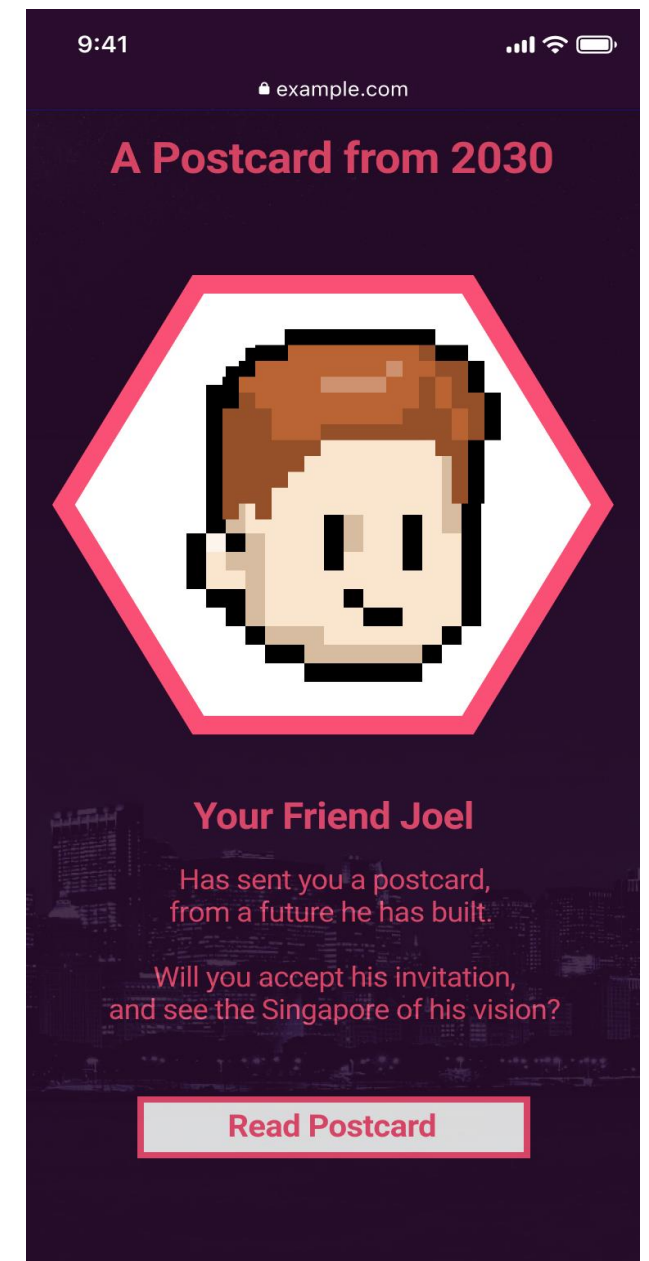 9:41
example.com
A Postcard from 2030
Your Friend Joel
Has sent you a postcard,
from a future he has built.
Will you accept his invitation,
and see the Singapore of his vision?
Read Postcard